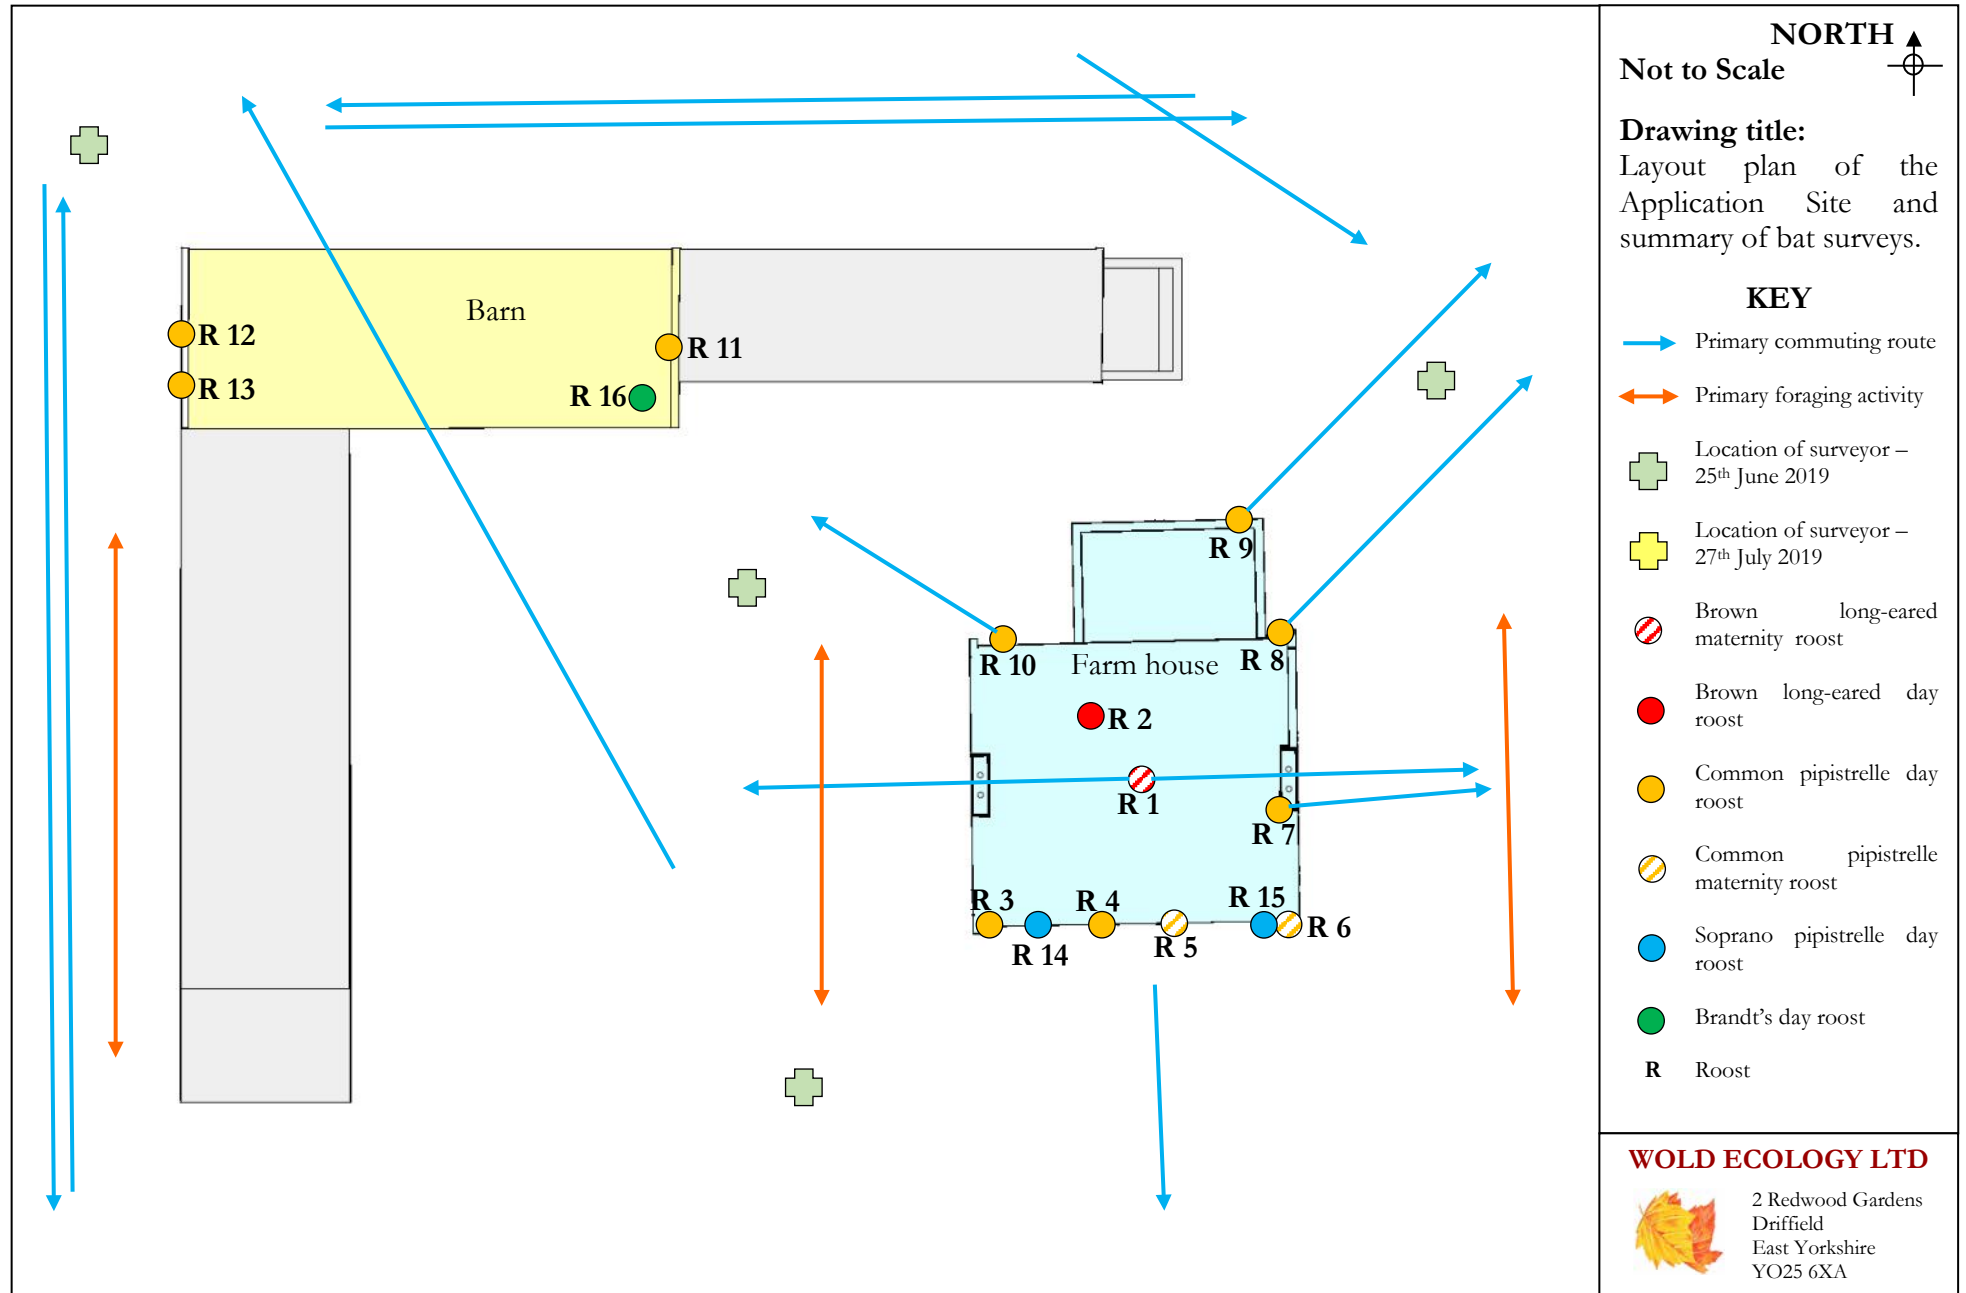 Barn
R 12
R 11
R 13
R 16
R 9
R 10
Farm house
R 8
R 2
R 1
R 7
R 3
R 4
R 15
R 14
R 5
R 6
NORTH
Not to Scale
Drawing title:
Layout plan of the
Application Site and
summary of bat surveys.
KEY
Primary commuting route
Primary foraging activity
Location of surveyor –
25th June 2019
Location of surveyor –
27th July 2019
Brown long-eared
maternity roost
Brown long-eared day
roost
Common pipistrelle day
roost
Common pipistrelle
maternity roost
Soprano pipistrelle day
roost
Brandt's day roost
R Roost
WOLD ECOLOGY LTD
2 Redwood Gardens
Driffield
East Yorkshire
YO25 6XA